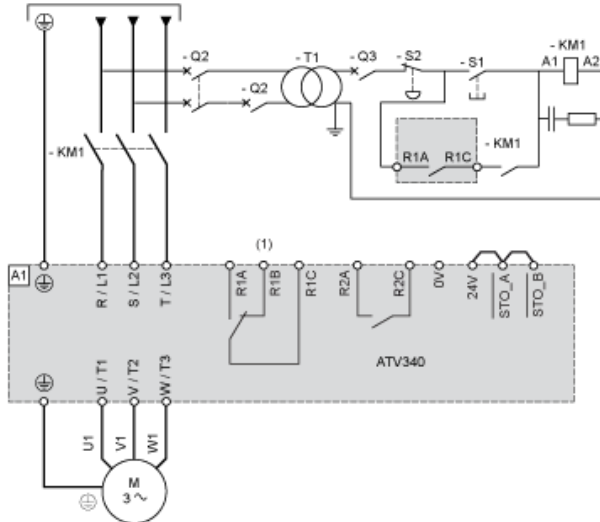 - KM1
- Q2 - T1 - Q3 - S2 - S1 A1 A2
- Q2
- KM1 R1A R1C - KM1
(1)
A1 R / L1 S / L2 T / L3 R1A R1B R1C R2A R2C 0V 24V STO_A STO_B
ATV340
U / T1 V / T2 W / T3
U1 V1 W1
M
3 ~